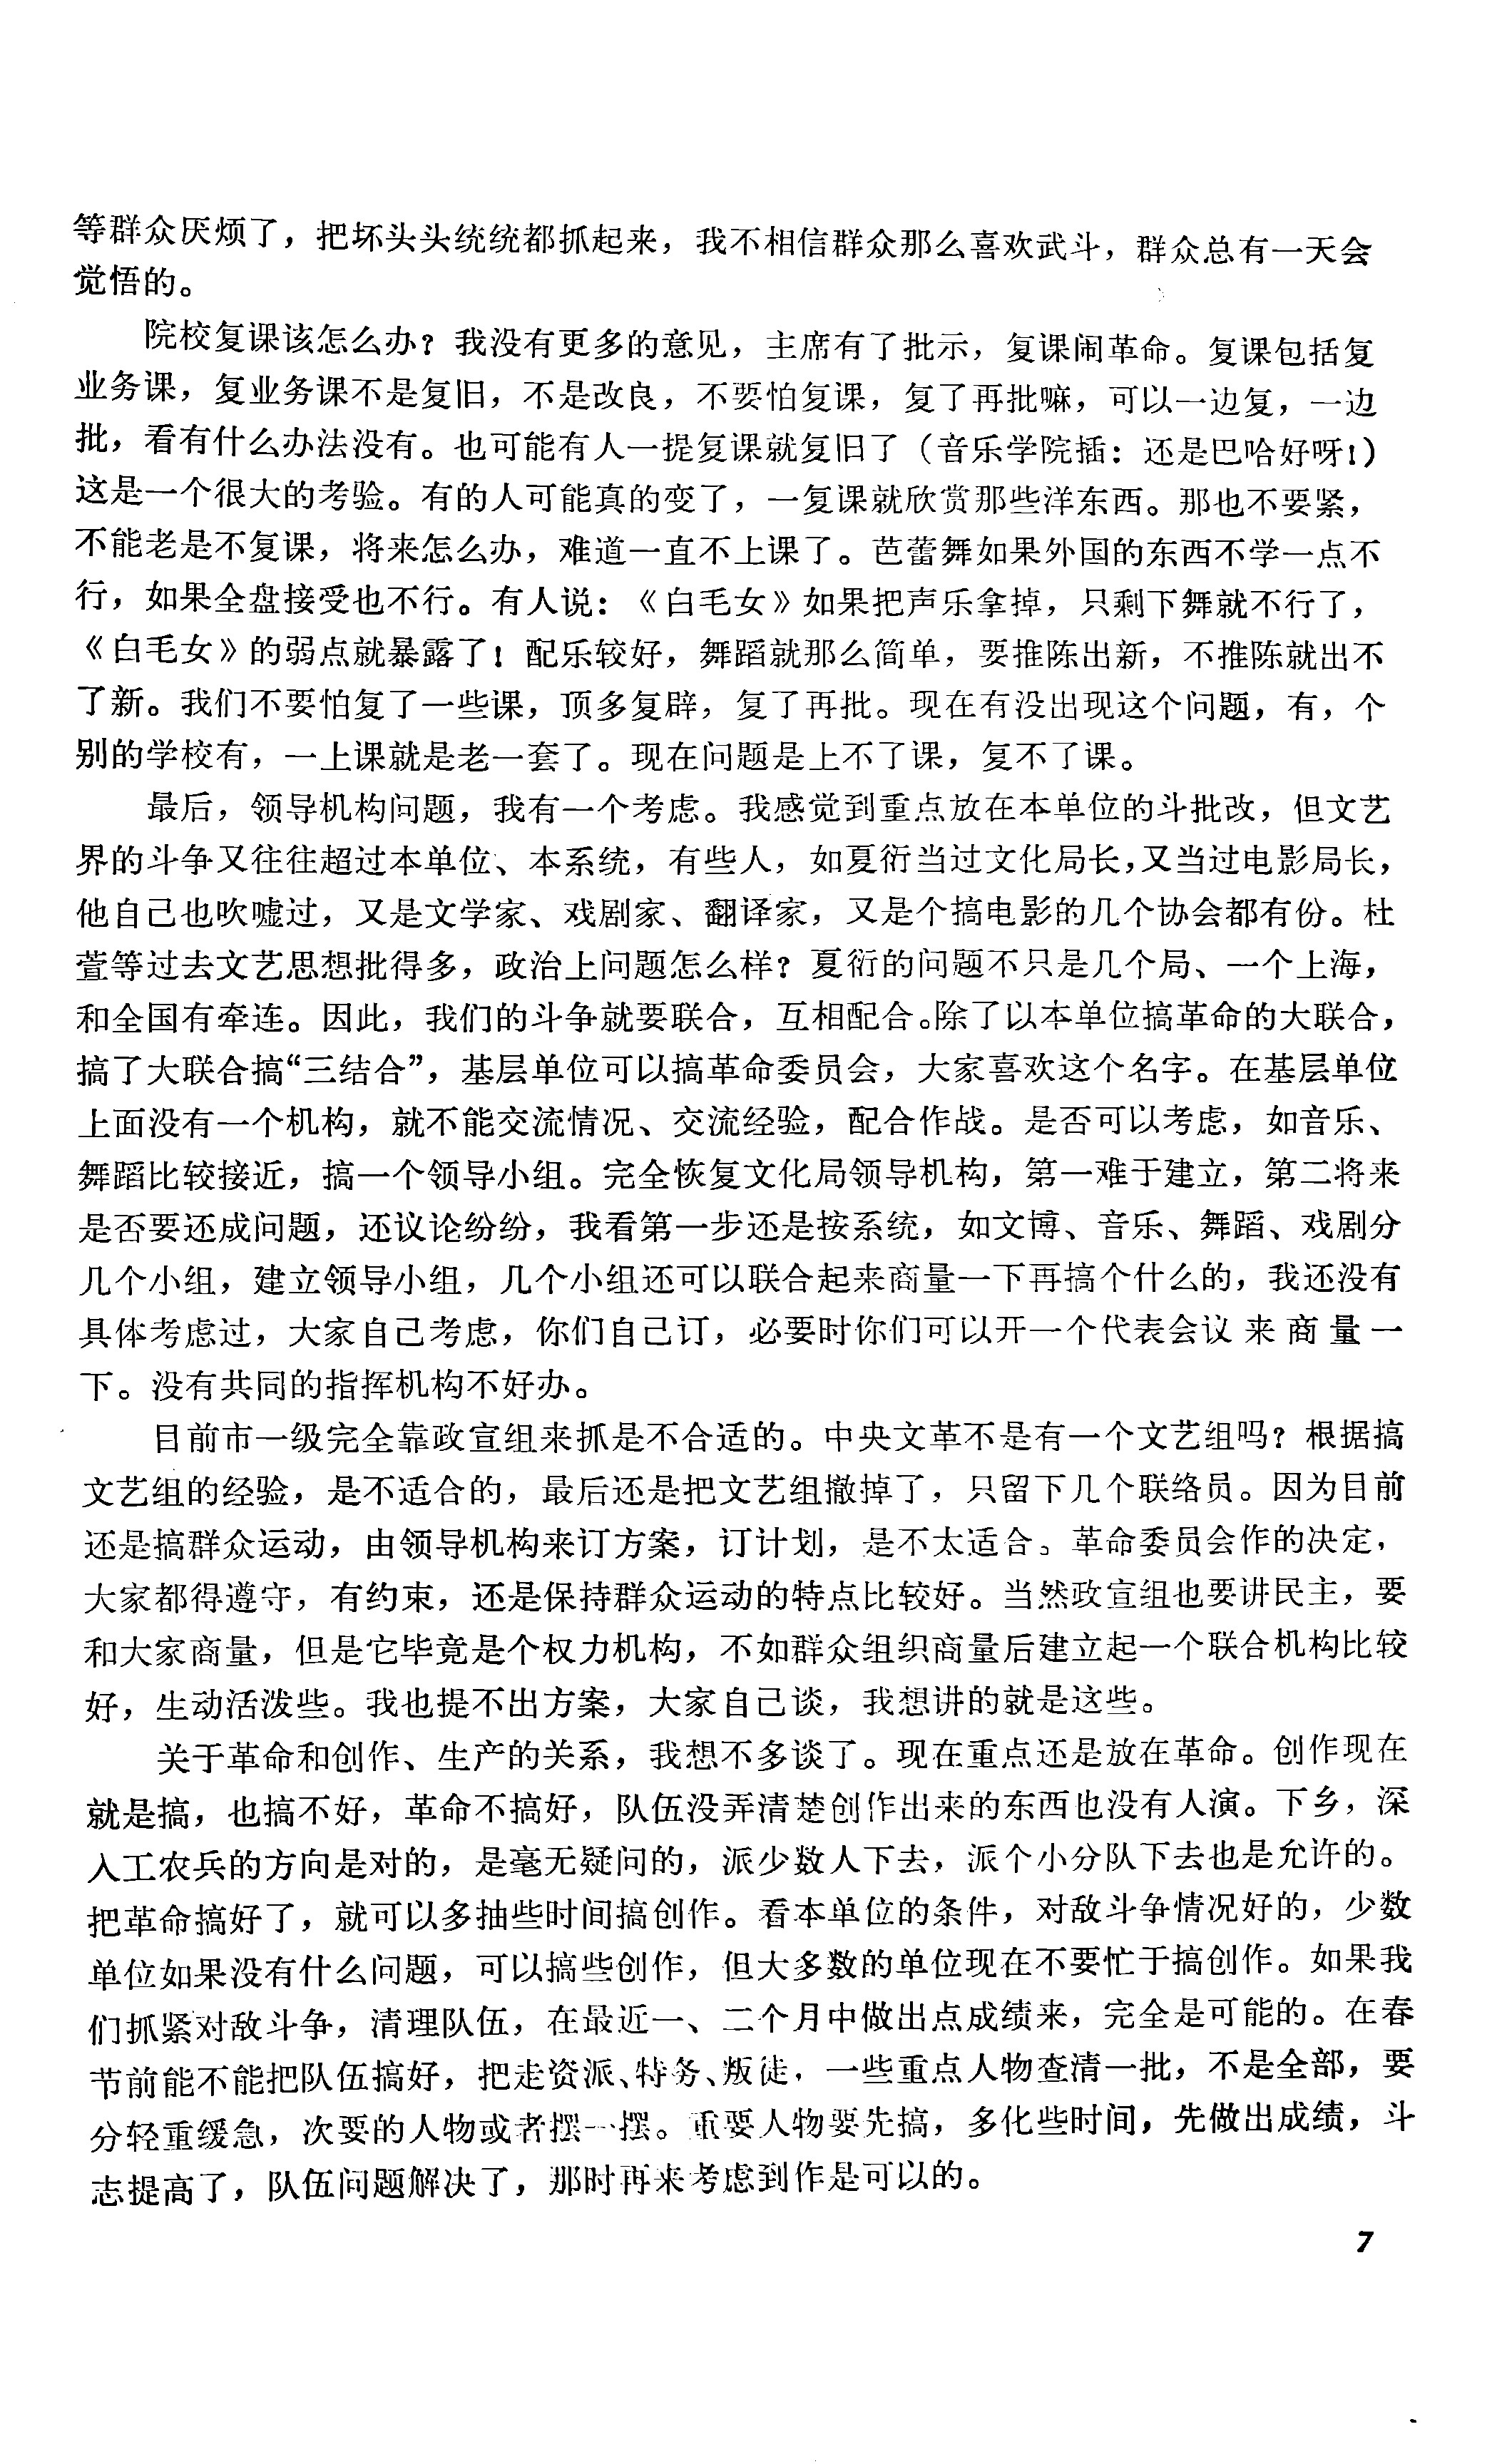 等群众厌烦了，把坏头头统统都抓起来，我不相信群众那么喜欢武斗，群众总有一天会
觉悟的。
院校复课该怎么办？我没有更多的意见，主席有了批示，复课闹革命。复课包括复
业务课，复业务课不是复旧，不是改良，不要怕复课，复了再批嘛，可以一边复，一边
批，看有什么办法没有。也可能有人一提复课就复旧了（音乐学院插：还是巴哈好呀！）
这是一个很大的考验。有的人可能真的变了，一复课就欣赏那些洋东西。那也不要紧，
不能老是不复课，将来怎么办，难道一直不上课了。芭蕾舞如果外国的东西不学一点不
行，如果全盘接受也不行。有人说：《白毛女》如果把声乐拿掉，只剩下舞就不行了，
《白毛女》的弱点就暴露了！配乐较好，舞蹈就那么简单，要推陈出新，不推陈就出不
了新。我们不要怕复了一些课，顶多复辟，复了再批。现在有没出现这个问题，有，个
别的学校有，一上课就是老一套了。现在问题是上不了课，复不了课。
最后，领导机构问题，我有一个考虑。我感觉到重点放在本单位的斗批改，但文艺
界的斗争又往往超过本单位、本系统，有些人，如夏衍当过文化局长，又当过电影局长，
他自己也吹嘘过，又是文学家、戏剧家、翻译家，又是个搞电影的几个协会都有份。杜
萱等过去文艺思想批得多，政治上问题怎么样？夏衍的问题不只是几个局、一个上海，
和全国有牵连。因此，我们的斗争就要联合，互相配合。除了以本单位搞革命的大联合，
搞了大联合搞“三结合”，基层单位可以搞革命委员会，大家喜欢这个名字。在基层单位
上面没有一个机构，就不能交流情况、交流经验，配合作战。是否可以考虑，如音乐、
舞蹈比较接近，搞一个领导小组。完全恢复文化局领导机构，第一难于建立，第二将来
是否要还成问题，还议论纷纷，我看第一步还是按系统，如文博、音乐、舞蹈、戏剧分
几个小组，建立领导小组，几个小组还可以联合起来商量一下再搞个什么的，我还没有
具体考虑过，大家自己考虑，你们自己订，必要时你们可以开一个代表会议来商量一
下。没有共同的指挥机构不好办。
目前市一级完全靠政宣组来抓是不合适的。中央文革不是有一个文艺组吗？根据搞
文艺组的经验，是不适合的，最后还是把文艺组撤掉了，只留下几个联络员。因为目前
还是搞群众运动，由领导机构来订方案，订计划，是不太适合。革命委员会作的决定，
大家都得遵守，有约束，还是保持群众运动的特点比较好。当然政宣组也要讲民主，要
和大家商量，但是它毕竟是个权力机构，不如群众组织商量后建立起一个联合机构比较
好，生动活泼些。我也提不出方案，大家自己谈，我想讲的就是这些。
关于革命和创作、生产的关系，我想不多谈了。现在重点还是放在革命。创作现在
就是搞，也搞不好，革命不搞好，队伍没弄清楚创作出来的东西也没有人演。下乡，深
入工农兵的方向是对的，是毫无疑问的，派少数人下去，派个小分队下去也是允许的。
把革命搞好了，就可以多抽些时间搞创作。看本单位的条件，对敌斗争情况好的，少数
单位如果没有什么问题，可以搞些创作，但大多数的单位现在不要忙于搞创作。如果我
们抓紧对敌斗争，清理队伍，在最近一、二个月中做出点成绩来，完全是可能的。在春
节前能不能把队伍搞好，把走资派、特务、叛徒，一些重点人物查清一批，不是全部，要
分轻重缓急，次要的人物或者摆一摆。重要人物要先搞，多化些时间，先做出成绩，斗
志提高了，队伍问题解决了，那时再来考虑到作是可以的。
7